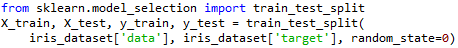 from sklearn.model_selection import train_test_split
X_train, X_test, y_train, y_test = train_test_split(
    iris_dataset['data'], iris_dataset['target'], random_state=0)